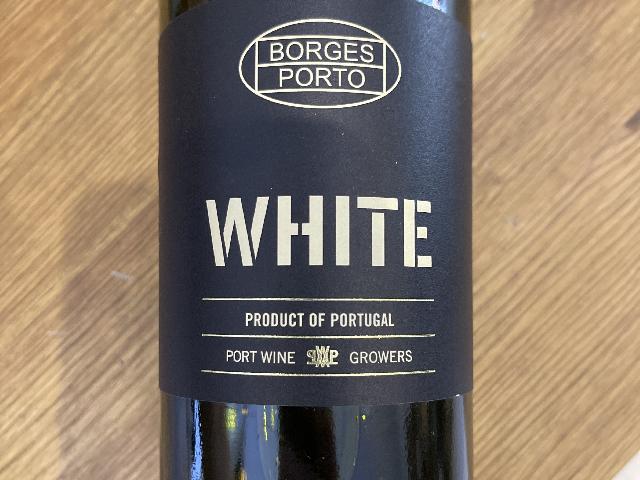 BORGES
PORTO
WHITE
PRODUCT OF PORTUGAL
PORT WINE GROWERS